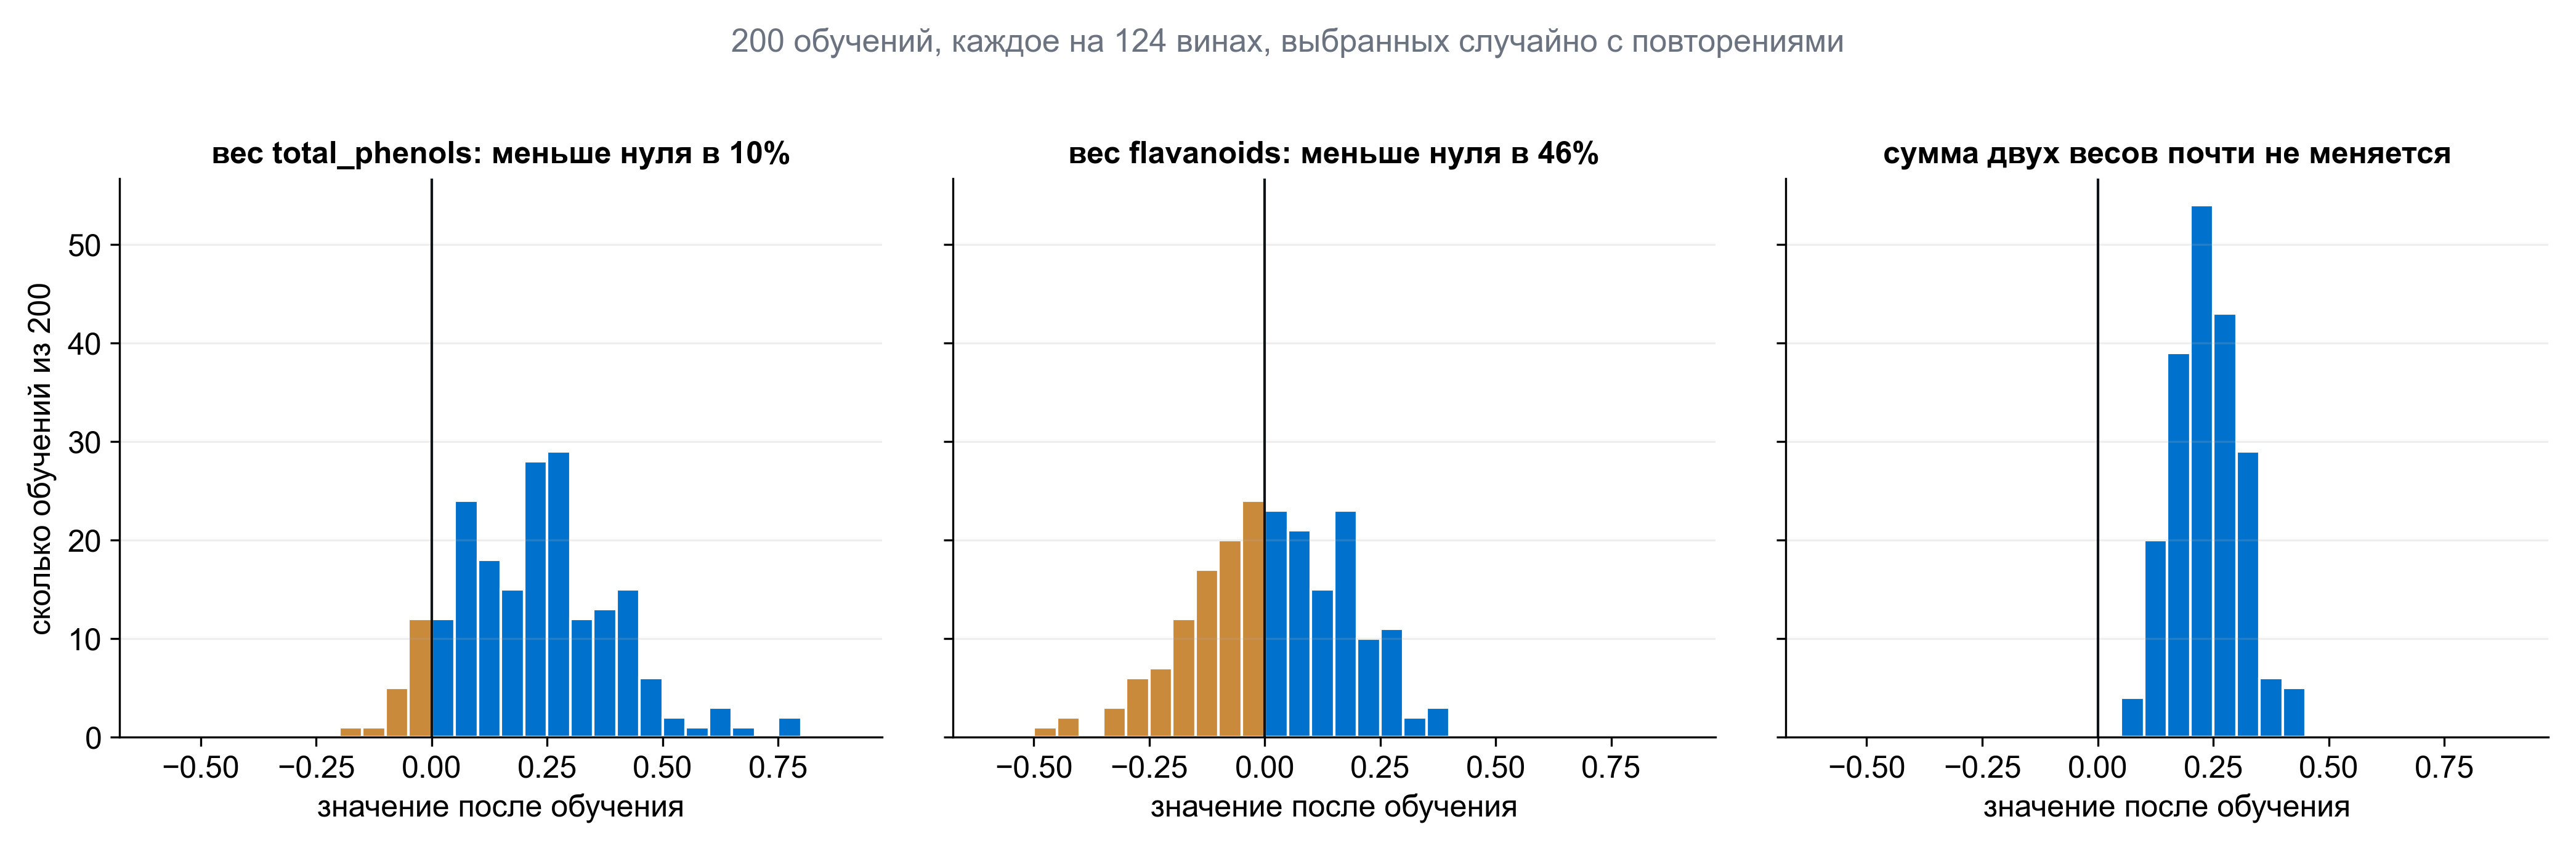 200 обучений, каждое на 124 винах, выбранных случайно с повторениями
вес total_phenols: меньше нуля в 10%
вес flavanoids: меньше нуля в 46%
сумма двух весов почти не меняется
сколько обучений из 200
50
40
30
20
10
0
−0.50 −0.25 0.00 0.25 0.50 0.75
−0.50 −0.25 0.00 0.25 0.50 0.75
−0.50 −0.25 0.00 0.25 0.50 0.75
значение после обучения
значение после обучения
значение после обучения